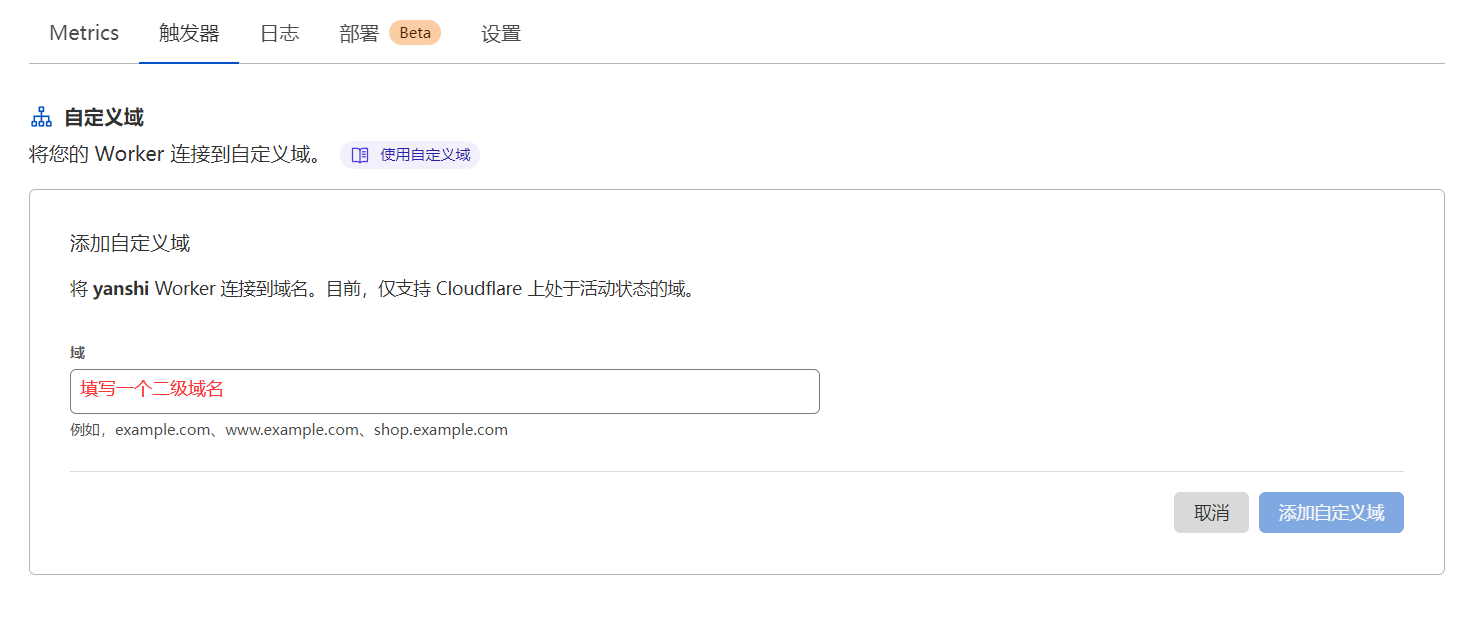 Metrics 触发器 日志 部署 Beta 设置
自定义域
将您的 Worker 连接到自定义域。 使用自定义域
添加自定义域
将 yanshi Worker 连接到域名。目前，仅支持 Cloudflare 上处于活动状态的域。
域
填写一个二级域名
例如，example.com、www.example.com、shop.example.com
取消 添加自定义域